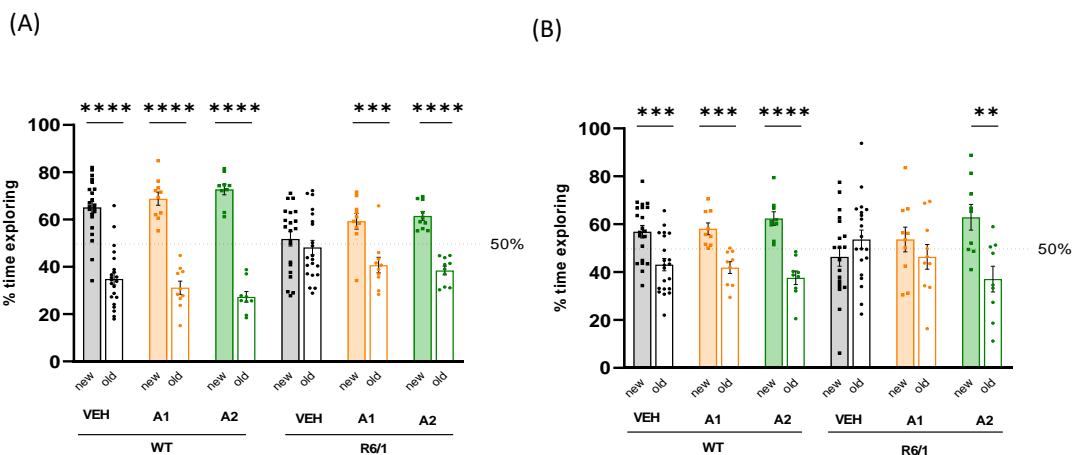 (A)
**** **** **** *** ****
% time exploring
100
80
60
40
20
0
50%
new old new old new old new old new old new old
VEH A1 A2 VEH A1 A2
WT R6/1
(B)
*** *** **** **
% time exploring
100
80
60
40
20
0
50%
new old new old new old new old new old new old
VEH A1 A2 VEH A1 A2
WT R6/1